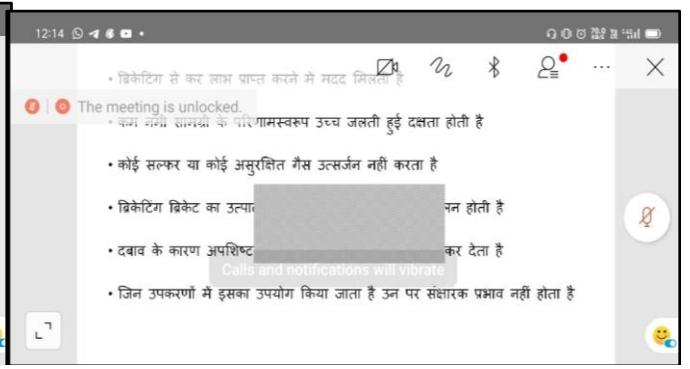 12:14
• ब्रिकेटिंग से कर लाभ प्राप्त करने में मदद मिलती है
The meeting is unlocked.
• कम नमी सामग्री के परिणामस्वरूप उच्च जलती हुई दक्षता होती है
• कोई सल्फर या कोई असुरक्षित गैस उत्सर्जन नहीं करता है
• ब्रिकेटिंग ब्रिकेट का होती है
• दबाव के कारण अपशिष्ट कर देता है
Calls and notifications will vibrate
• जिन उपकरणों में इसका उपयोग किया जाता है उन पर संक्षारक प्रभाव नहीं होता है